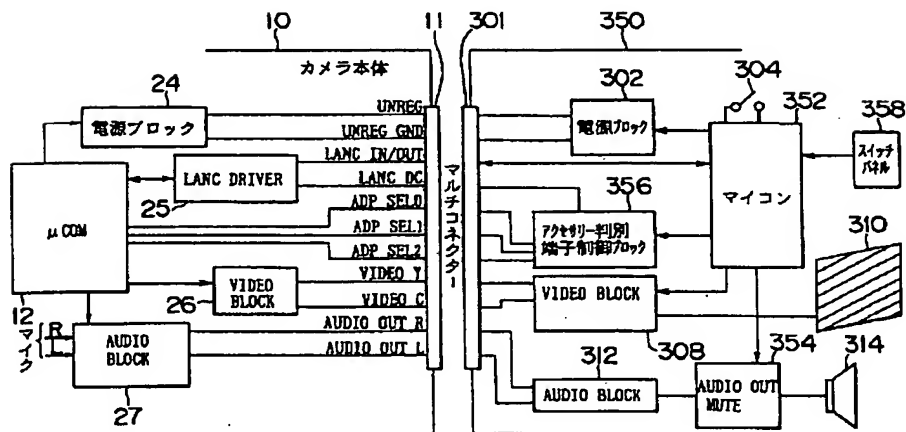 10
11
301
350
カメラ本体
304
24
302
352
358
電源ブロック
UNREG
UNREG GND
電源ブロック
スイッチ
パネル
LANC IN/OUT
LANC DRIVER
LANC DC
25
マルチコネクター
356
マイコン
310
μCOM
ADP SEL0
ADP SEL1
ADP SEL2
アクセサリー判別
端子制御ブロック
VIDEO Y
VIDEO C
VIDEO
BLOCK
26
VIDEO BLOCK
12
マイク
R
L
AUDIO OUT R
AUDIO OUT L
AUDIO
BLOCK
27
308
312
354
314
AUDIO BLOCK
AUDIO OUT
MUTE